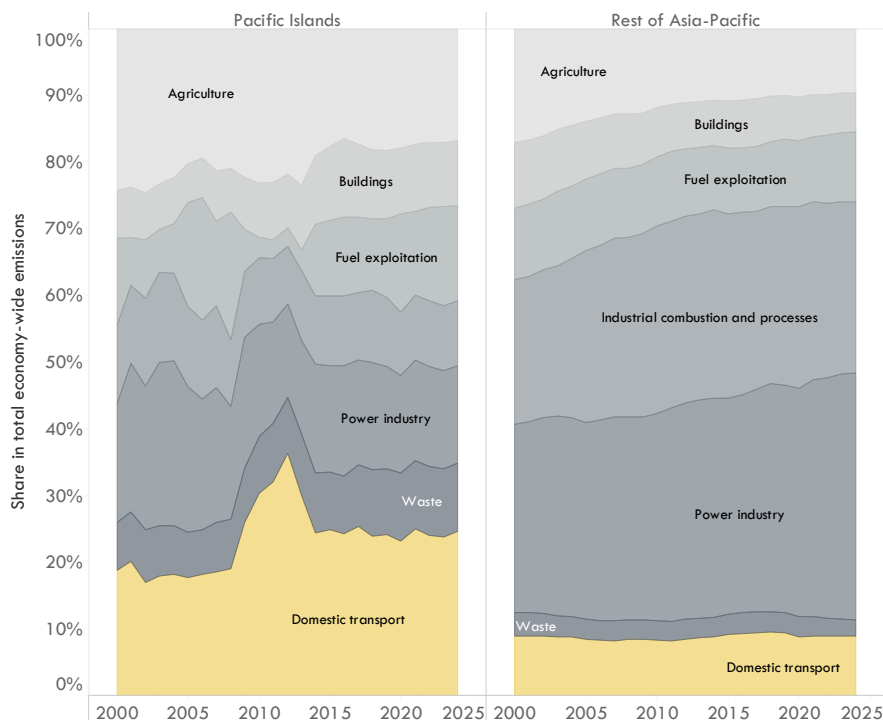 Pacific Islands
Rest of Asia-Pacific
Share in total economy-wide emissions
100%
90%
80%
70%
60%
50%
40%
30%
20%
10%
0%
Agriculture
Buildings
Fuel exploitation
Power industry
Waste
Domestic transport
Agriculture
Buildings
Fuel exploitation
Industrial combustion and processes
Power industry
Waste
Domestic transport
2000 2005 2010 2015 2020 2025
2000 2005 2010 2015 2020 2025